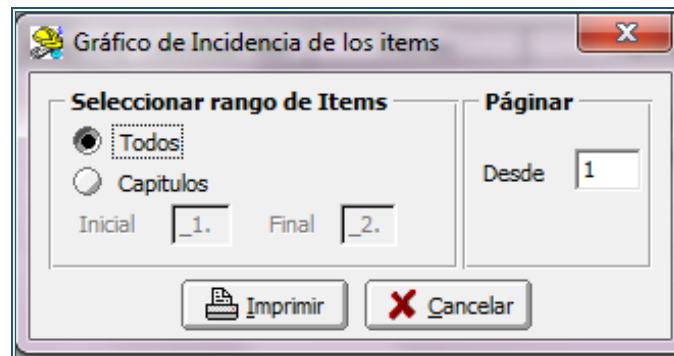 Gráfico de Incidencia de los items
Seleccionar rango de Items
Todos
Capitulos
Inicial _1. Final _2.
Páginar
Desde 1
Imprimir Cancelar